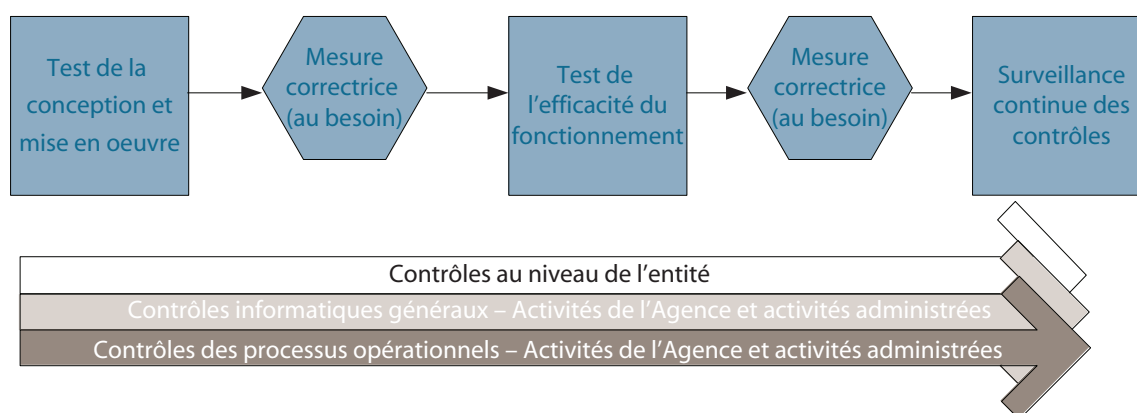 Test de la
conception et
mise en oeuvre
Mesure
correctrice
(au besoin)
Test de
l'efficacité du
fonctionnement
Mesure
correctrice
(au besoin)
Surveillance
continue des
contrôles
Contrôles au niveau de l'entité
Contrôles informatiques généraux – Activités de l'Agence et activités administrées
Contrôles des processus opérationnels – Activités de l'Agence et activités administrées